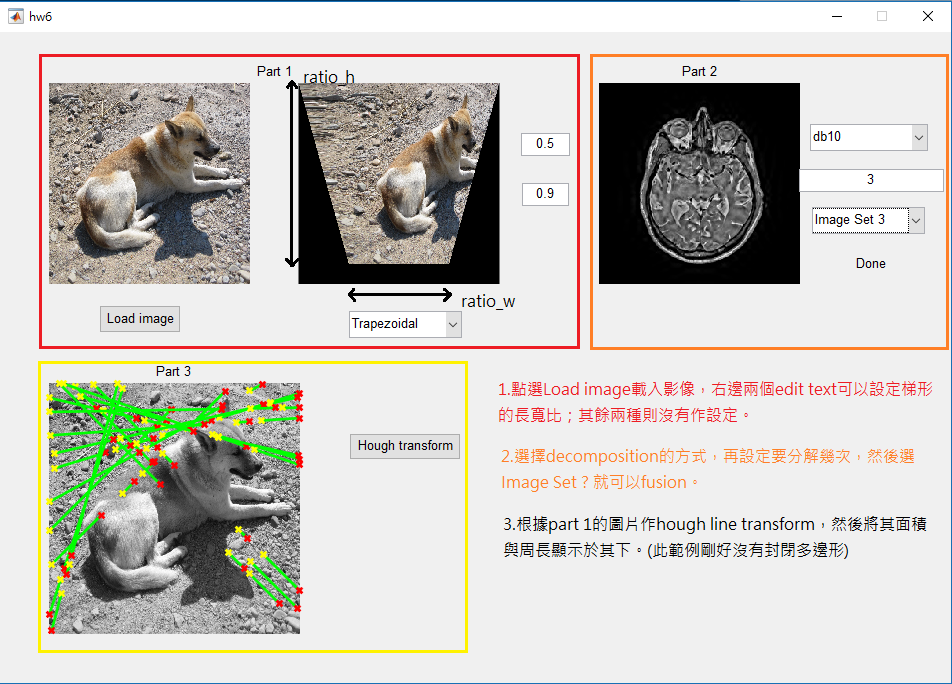 hw6
Part 1
ratio_h
0.5
0.9
ratio_w
Load image
Trapezoidal
Part 2
db10
3
Image Set 3
Done
Part 3
Hough transform
1.點選Load image載入影像，右邊兩個edit text可以設定梯形
的長寬比；其餘兩種則沒有作設定。
2.選擇decomposition的方式，再設定要分解幾次，然後選
Image Set ? 就可以fusion。
3.根據part 1的圖片作hough line transform，然後將其面積
與周長顯示於其下。(此範例剛好沒有封閉多邊形)